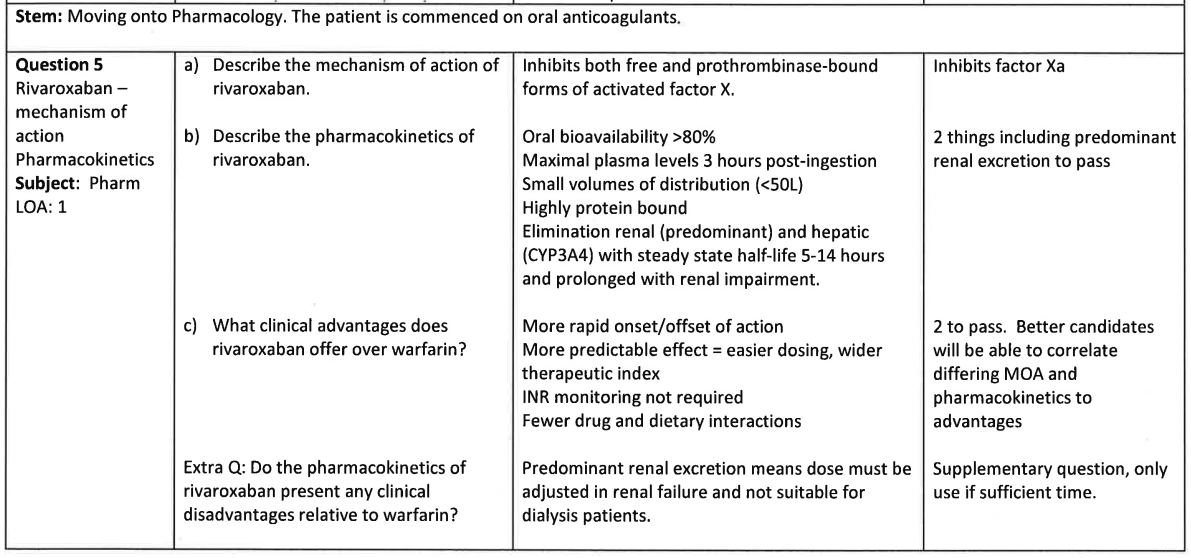 Stem: Moving onto Pharmacology. The patient is commenced on oral anticoagulants.
Question 5
Rivaroxaban –
mechanism of
action
Pharmacokinetics
Subject: Pharm
LOA: 1
a) Describe the mechanism of action of
rivaroxaban.
Inhibits both free and prothrombinase-bound
forms of activated factor X.
Inhibits factor Xa
b) Describe the pharmacokinetics of
rivaroxaban.
Oral bioavailability >80%
Maximal plasma levels 3 hours post-ingestion
Small volumes of distribution (<50L)
Highly protein bound
Elimination renal (predominant) and hepatic
(CYP3A4) with steady state half-life 5-14 hours
and prolonged with renal impairment.
2 things including predominant
renal excretion to pass
c) What clinical advantages does
rivaroxaban offer over warfarin?
More rapid onset/offset of action
More predictable effect = easier dosing, wider
therapeutic index
INR monitoring not required
Fewer drug and dietary interactions
2 to pass. Better candidates
will be able to correlate
differing MOA and
pharmacokinetics to
advantages
Extra Q: Do the pharmacokinetics of
rivaroxaban present any clinical
disadvantages relative to warfarin?
Predominant renal excretion means dose must be
adjusted in renal failure and not suitable for
dialysis patients.
Supplementary question, only
use if sufficient time.